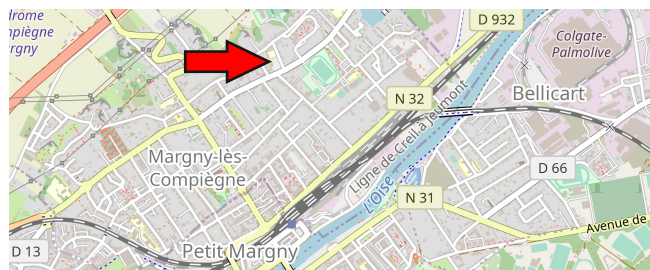 drome
mpiègne
argny
D 932
Colgate-
Palmolive
N 32
Bellicart
Ligne de Creil à Jeumont
Margny-lès-
Compiègne
D 66
L'Oise
N 31
Avenue de
D 13
Petit Margny